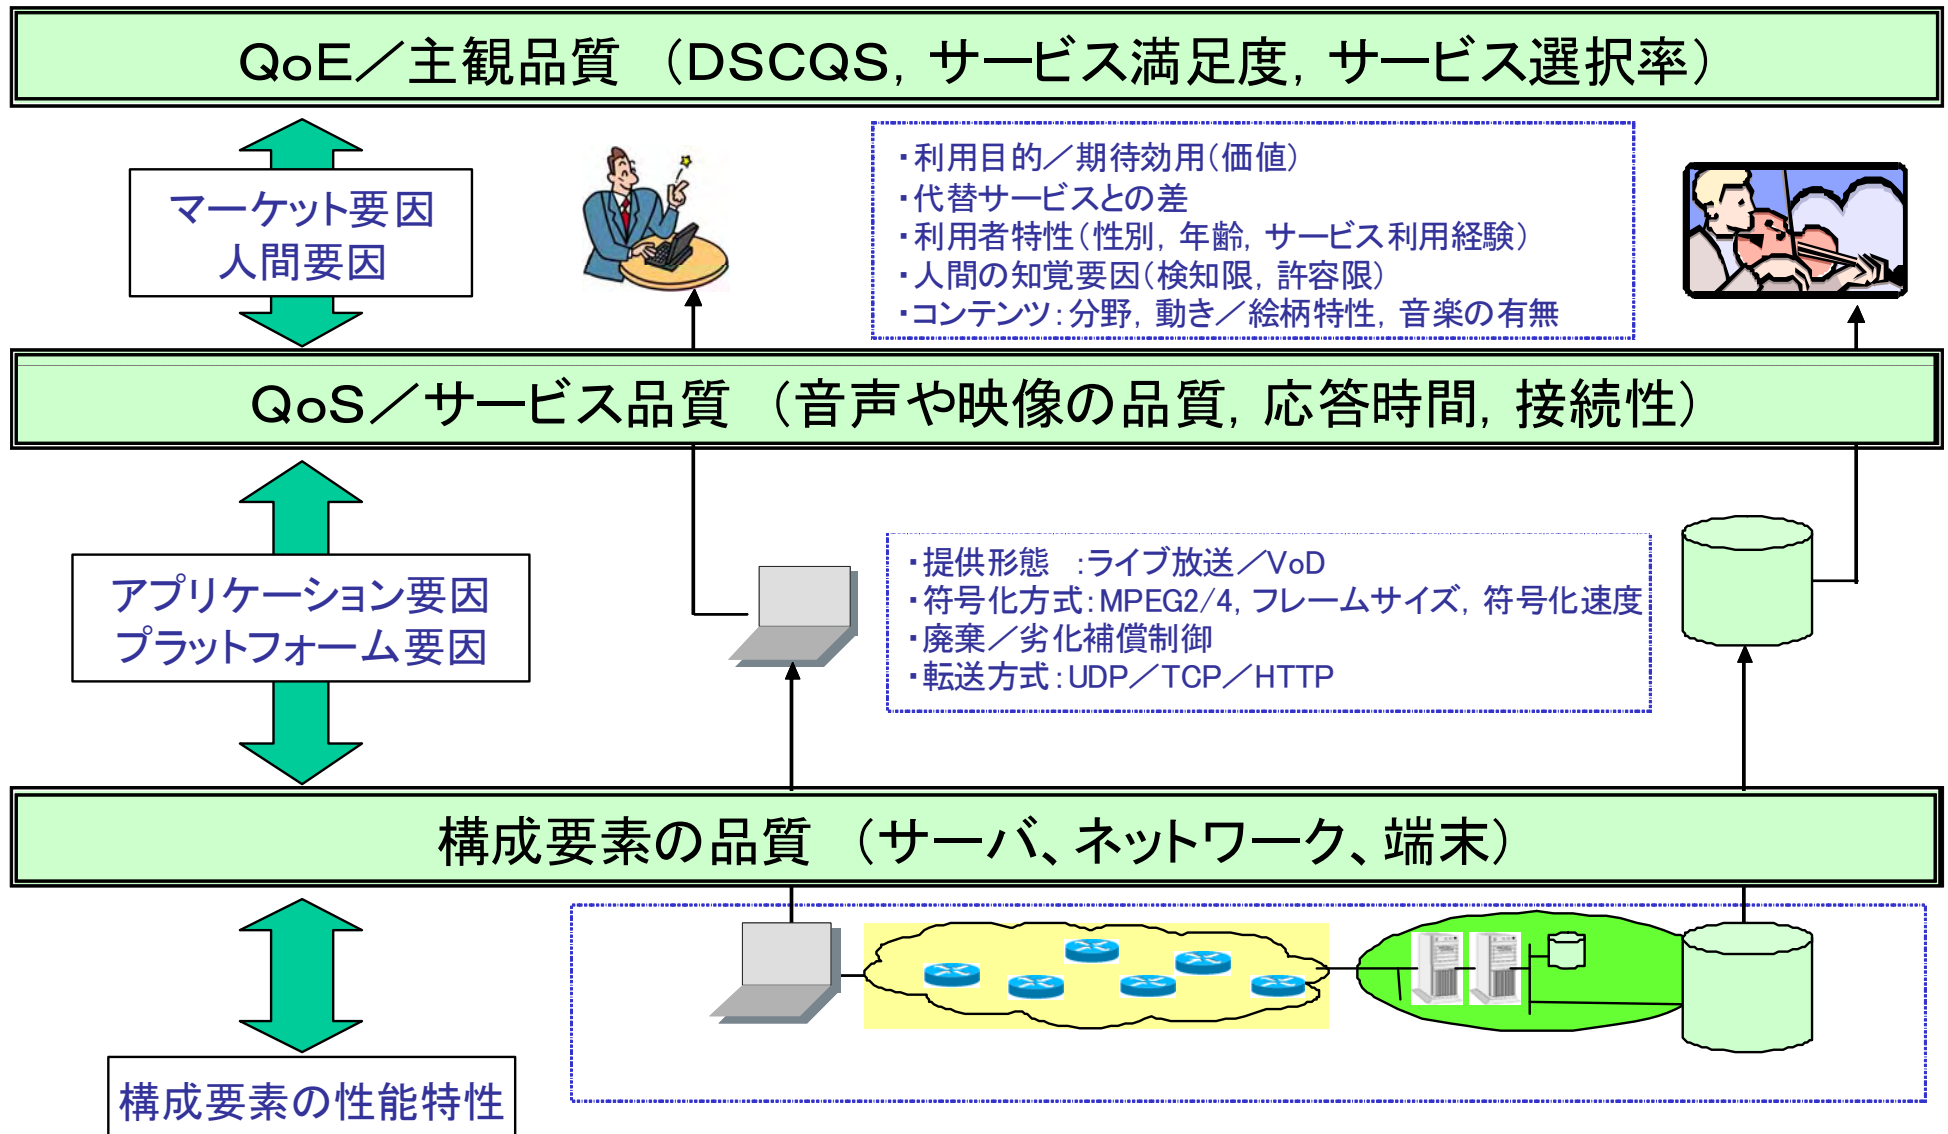 QoE／主観品質　（DSCQS, サービス満足度, サービス選択率）
マーケット要因
人間要因
・利用目的／期待効用（価値）
・代替サービスとの差
・利用者特性（性別, 年齢, サービス利用経験）
・人間の知覚要因（検知限, 許容限）
・コンテンツ：分野, 動き／絵柄特性, 音楽の有無
QoS／サービス品質　（音声や映像の品質, 応答時間, 接続性）
アプリケーション要因
プラットフォーム要因
・提供形態　：ライブ放送／VoD
・符号化方式：MPEG2/4, フレームサイズ, 符号化速度
・廃棄／劣化補償制御
・転送方式：UDP／TCP／HTTP
構成要素の品質　（サーバ、ネットワーク、端末）
構成要素の性能特性